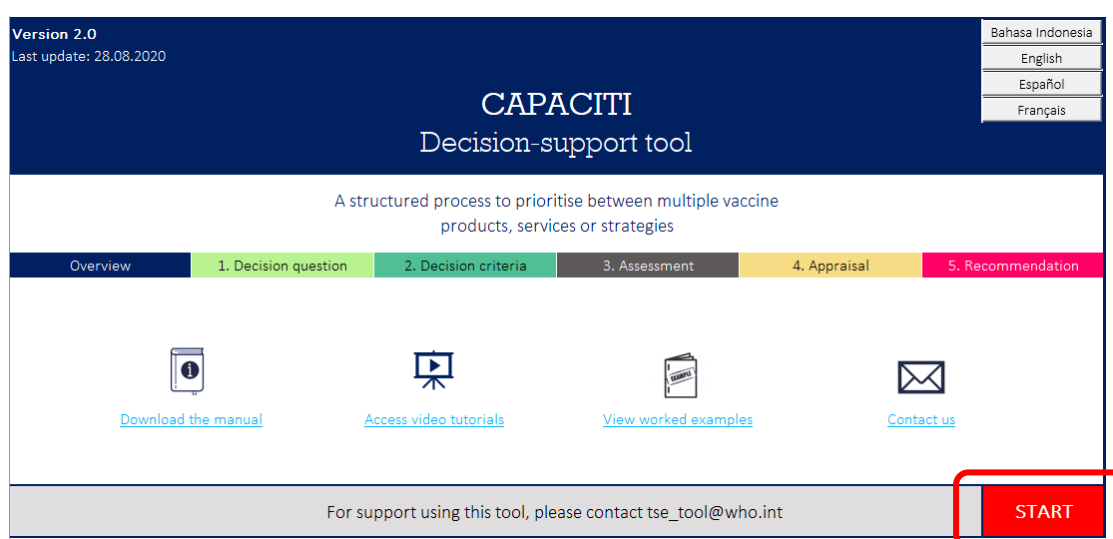 Version 2.0
Last update: 28.08.2020
Bahasa Indonesia
English
Español
Français
CAPACITI
Decision-support tool
A structured process to prioritise between multiple vaccine
products, services or strategies
Overview
1. Decision question
2. Decision criteria
3. Assessment
4. Appraisal
5. Recommendation
EXAMPLE
Download the manual
Access video tutorials
View worked examples
Contact us
For support using this tool, please contact tse_tool@who.int
START